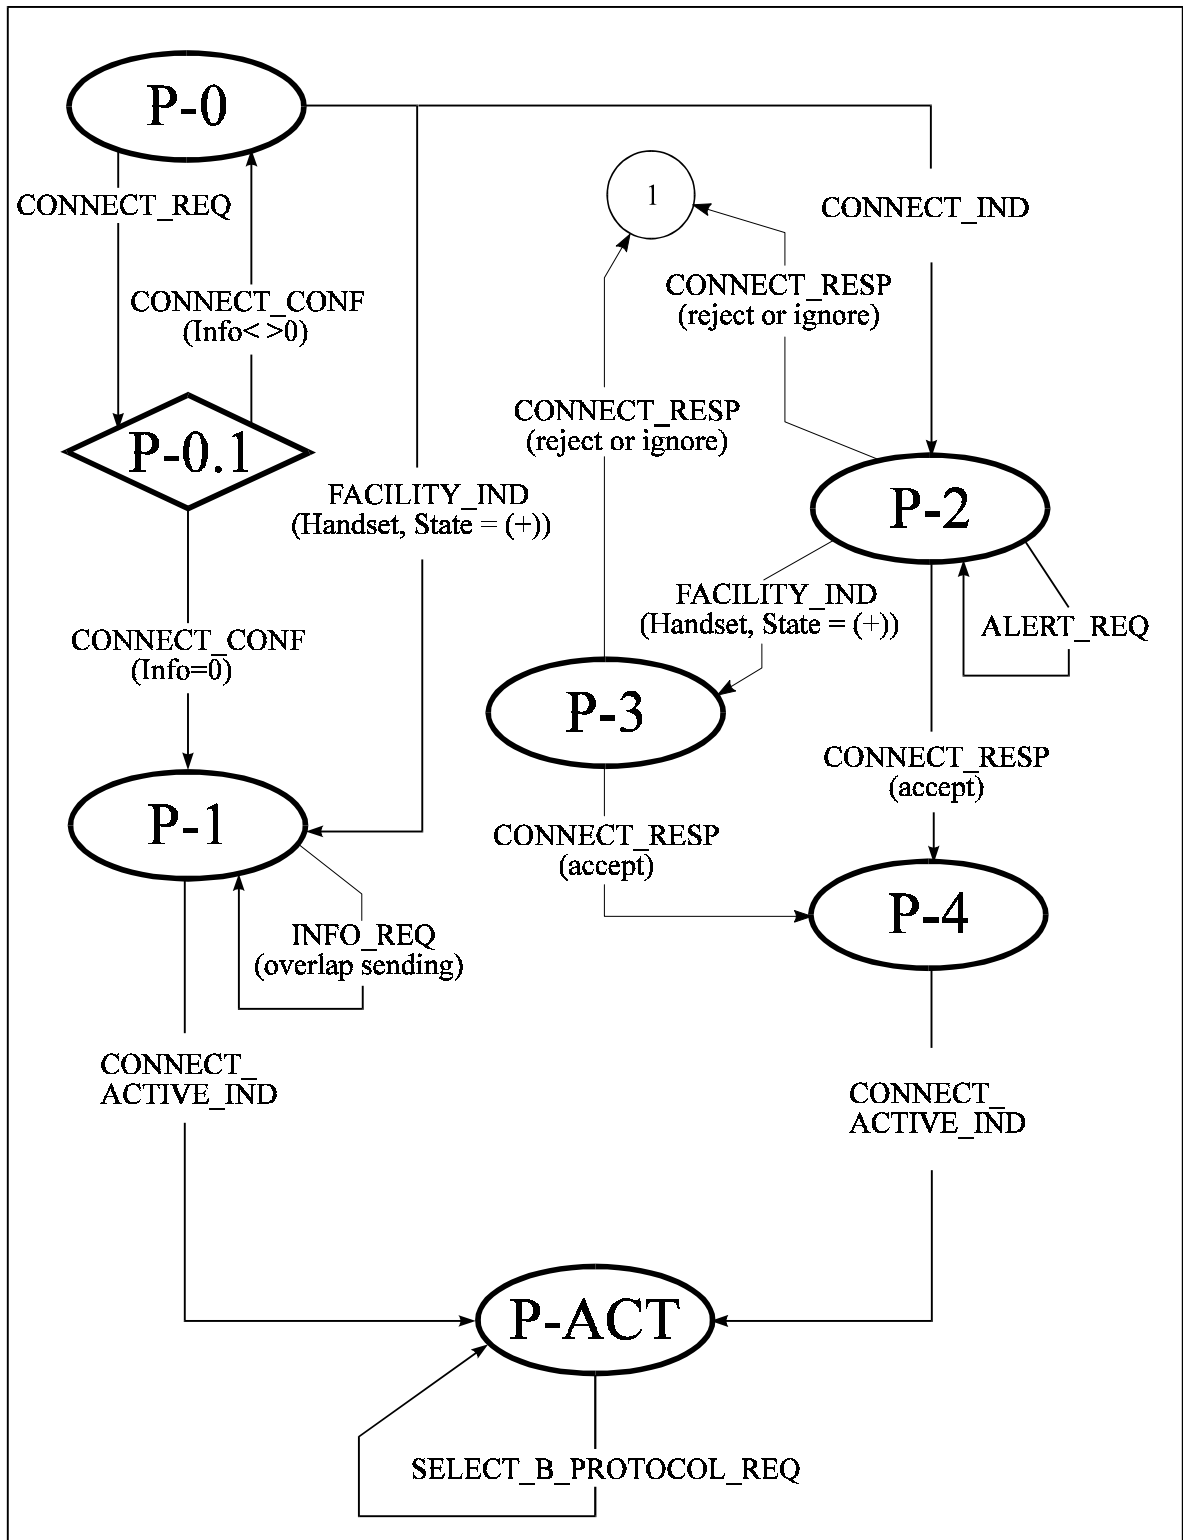 P-0
1
CONNECT_REQ
CONNECT_IND
CONNECT_CONF
(Info< >0)
CONNECT_RESP
(reject or ignore)
CONNECT_RESP
(reject or ignore)
P-0.1
FACILITY_IND
(Handset, State = (+))
P-2
FACILITY_IND
(Handset, State = (+))
ALERT_REQ
CONNECT_CONF
(Info=0)
P-3
CONNECT_RESP
(accept)
P-1
CONNECT_RESP
(accept)
P-4
INFO_REQ
(overlap sending)
CONNECT_
ACTIVE_IND
CONNECT_
ACTIVE_IND
P-ACT
SELECT_B_PROTOCOL_REQ